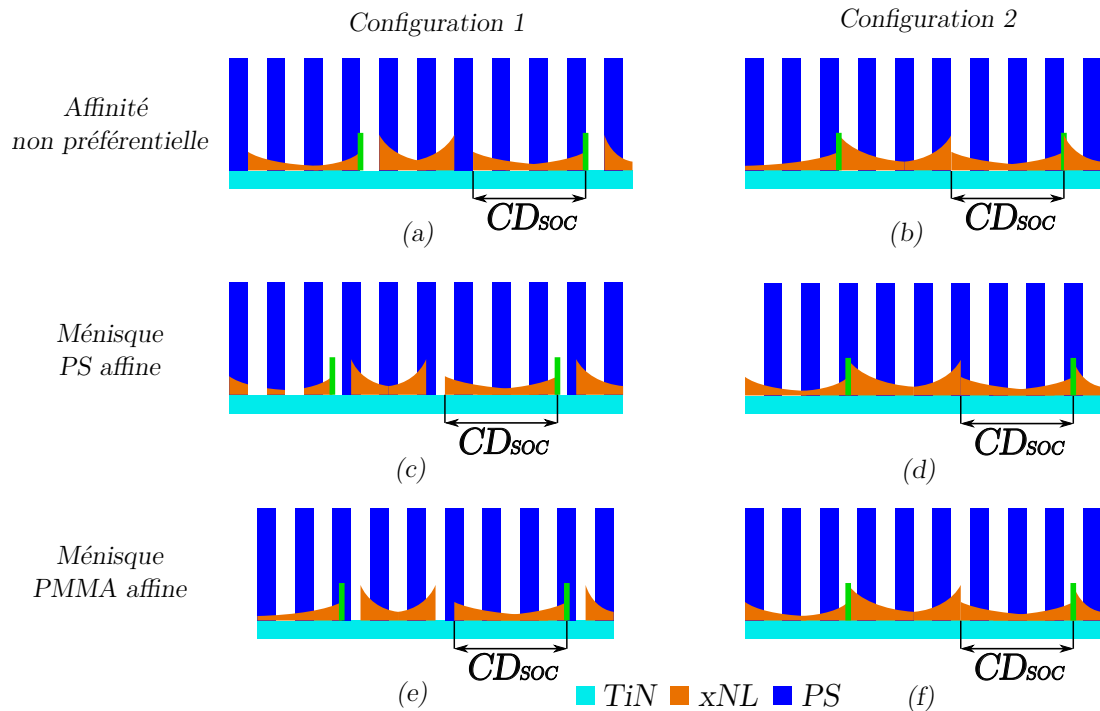 Configuration 1
Configuration 2
Affinité
non préférentielle
CDsoc
CDsoc
(a)
(b)
Ménisque
PS affine
CDsoc
CDsoc
(c)
(d)
Ménisque
PMMA affine
CDsoc
CDsoc
(e)
TiN xNL PS
(f)